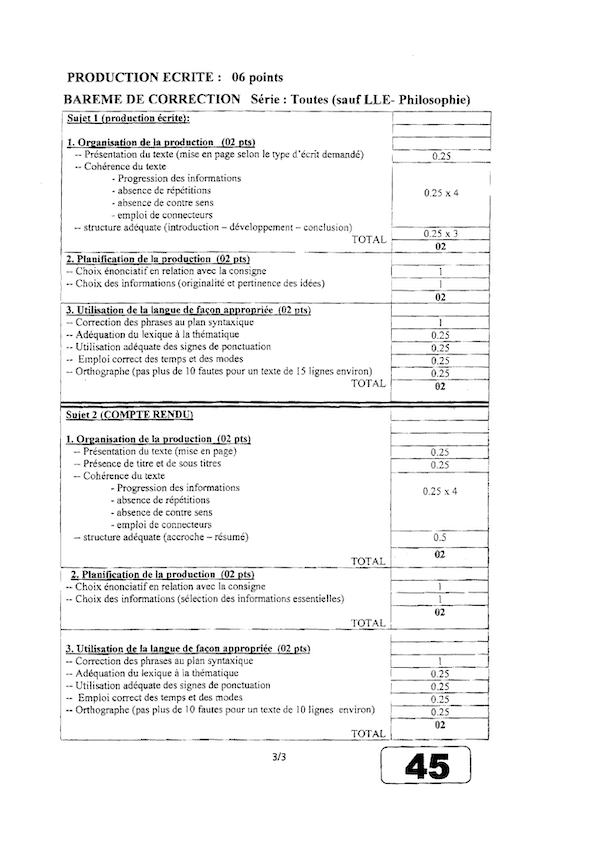 PRODUCTION ECRITE : 06 points
BAREME DE CORRECTION Série : Toutes (sauf LLE- Philosophie)
Sujet 1 (production écrite):
1. Organisation de la production (02 pts)
-- Présentation du texte (mise en page selon le type d'écrit demandé) 0.25
-- Cohérence du texte
- Progression des informations
- absence de répétitions 0.25 x 4
- absence de contre sens
- emploi de connecteurs
-- structure adéquate (introduction – développement – conclusion) 0.25 x 3
TOTAL 02
2. Planification de la production (02 pts)
-- Choix énonciatif en relation avec la consigne 1
-- Choix des informations (originalité et pertinence des idées) 1
02
3. Utilisation de la langue de façon appropriée (02 pts)
-- Correction des phrases au plan syntaxique 1
-- Adéquation du lexique à la thématique 0.25
-- Utilisation adéquate des signes de ponctuation 0.25
-- Emploi correct des temps et des modes 0.25
-- Orthographe (pas plus de 10 fautes pour un texte de 15 lignes environ) 0.25
TOTAL 02
Sujet 2 (COMPTE RENDU)
1. Organisation de la production (02 pts)
-- Présentation du texte (mise en page) 0.25
-- Présence de titre et de sous titres 0.25
-- Cohérence du texte
- Progression des informations 0.25 x 4
- absence de répétitions
- absence de contre sens
- emploi de connecteurs
-- structure adéquate (accroche – résumé) 0.5
02
TOTAL
2. Planification de la production (02 pts)
-- Choix énonciatif en relation avec la consigne 1
-- Choix des informations (sélection des informations essentielles) 1
02
TOTAL
3. Utilisation de la langue de façon appropriée (02 pts)
-- Correction des phrases au plan syntaxique 1
-- Adéquation du lexique à la thématique 0.25
-- Utilisation adéquate des signes de ponctuation 0.25
-- Emploi correct des temps et des modes 0.25
-- Orthographe (pas plus de 10 fautes pour un texte de 10 lignes environ) 0.25
02
TOTAL
3/3
45